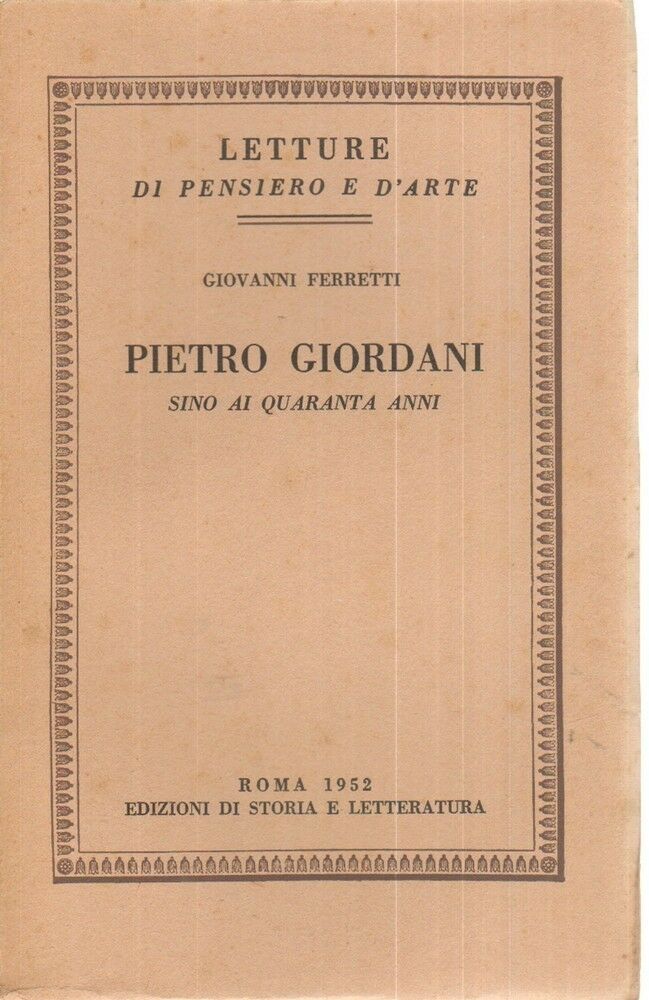 LETTURE
DI PENSIERO E D'ARTE
GIOVANNI FERRETTI
PIETRO GIORDANI
SINO AI QUARANTA ANNI
ROMA 1952
EDIZIONI DI STORIA E LETTERATURA